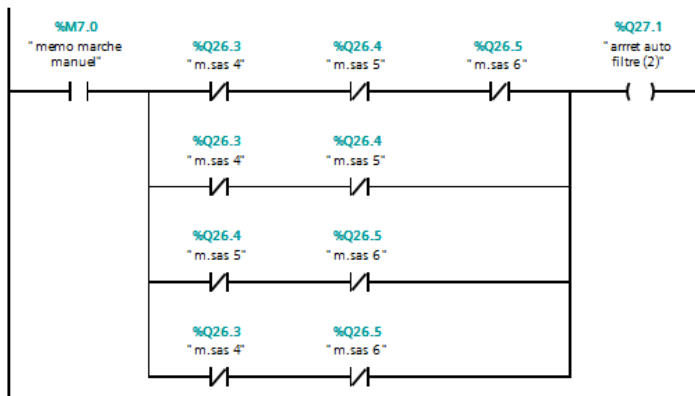 %M7.0
"memo marche
manuel"
%Q26.3
"m.sas 4"
%Q26.4
"m.sas 5"
%Q26.5
"m.sas 6"
%Q27.1
"arrret auto
filtre (2)"
%Q26.3
"m.sas 4"
%Q26.4
"m.sas 5"
%Q26.4
"m.sas 5"
%Q26.5
"m.sas 6"
%Q26.3
"m.sas 4"
%Q26.5
"m.sas 6"